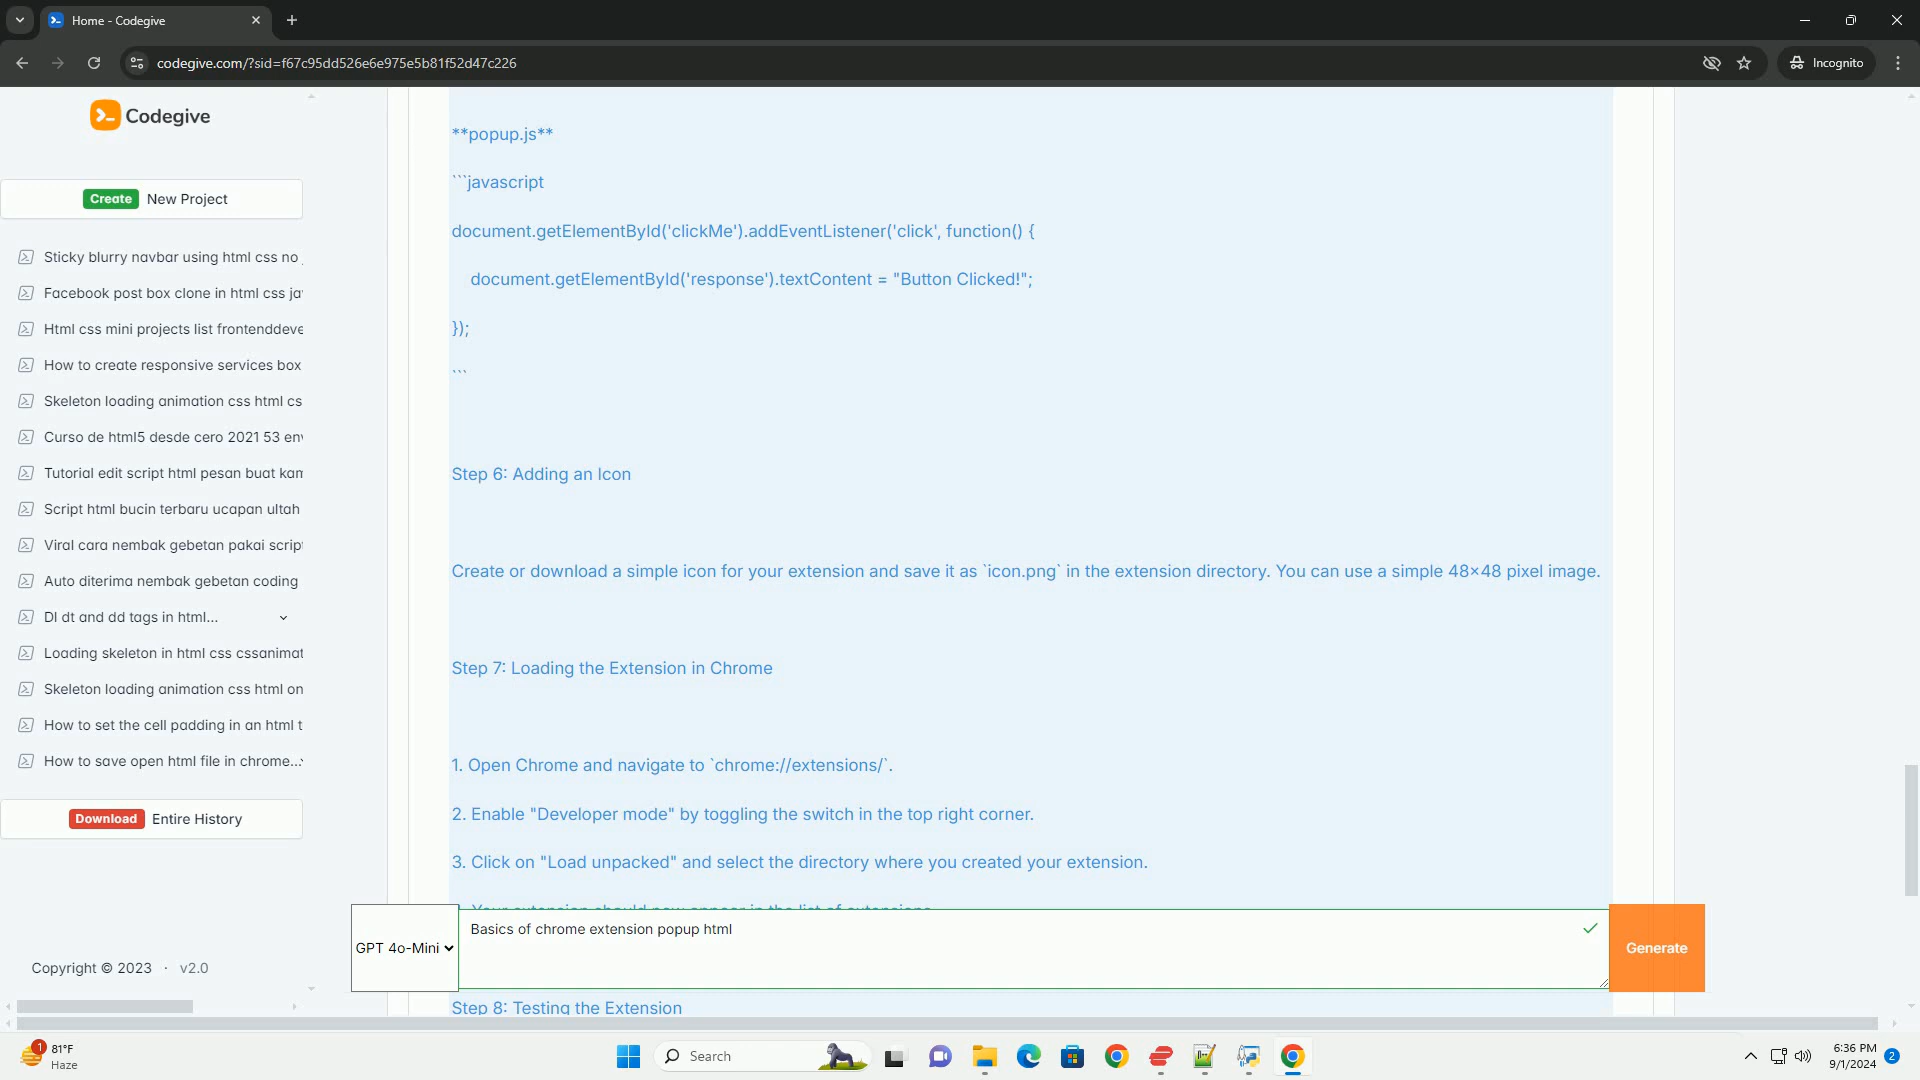 Home - Codegive
codegive.com/?sid=f67c95dd526e6e975e5b81f52d47c226
Incognito
Codegive
Create New Project
Sticky blurry navbar using html css no
Facebook post box clone in html css ja
Html css mini projects list frontenddeve
How to create responsive services box
Skeleton loading animation css html cs
Curso de html5 desde cero 2021 53 en
Tutorial edit script html pesan buat kam
Script html bucin terbaru ucapan ultah
Viral cara nembak gebetan pakai scrip
Auto diterima nembak gebetan coding
Dl dt and dd tags in html...
Loading skeleton in html css cssanimat
Skeleton loading animation css html on
How to set the cell padding in an html t
How to save open html file in chrome...
Download Entire History
Copyright © 2023 · v2.0
**popup.js**
```javascript
document.getElementById('clickMe').addEventListener('click', function() {
document.getElementById('response').textContent = "Button Clicked!";
});
```
Step 6: Adding an Icon
Create or download a simple icon for your extension and save it as `icon.png` in the extension directory. You can use a simple 48x48 pixel image.
Step 7: Loading the Extension in Chrome
1. Open Chrome and navigate to `chrome://extensions/`.
2. Enable "Developer mode" by toggling the switch in the top right corner.
3. Click on "Load unpacked" and select the directory where you created your extension.
GPT 4o-Mini
Basics of chrome extension popup html
Generate
Step 8: Testing the Extension
1
81°F
Haze
Search
6:36 PM
9/1/2024
2